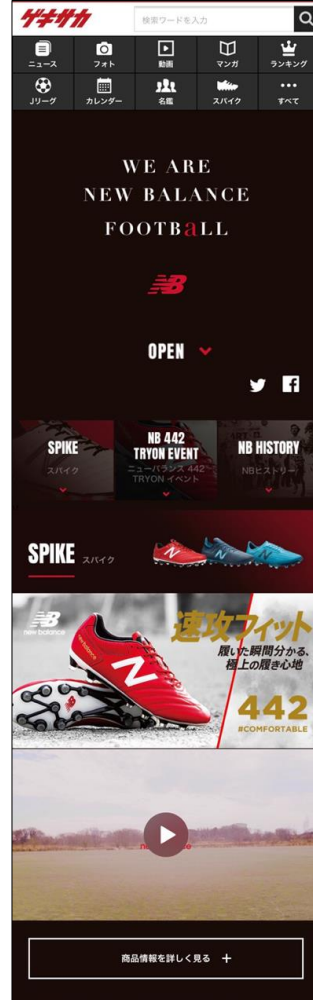 ゲキサカ
検索ワードを入力
ニュース
フォト
動画
マンガ
ランキング
Jリーグ
カレンダー
名鑑
スパイク
すべて
WE ARE
NEW BALANCE
FOOTBaLL
NB
OPEN
SPIKE
スパイク
NB 442
TRYON EVENT
ニューバランス 442
TRYON イベント
NB HISTORY
NBヒストリー
SPIKE スパイク
NB
new balance
速攻フィット
履いた瞬間分かる、
極上の履き心地
442
#COMFORTABLE
商品情報を詳しく見る +